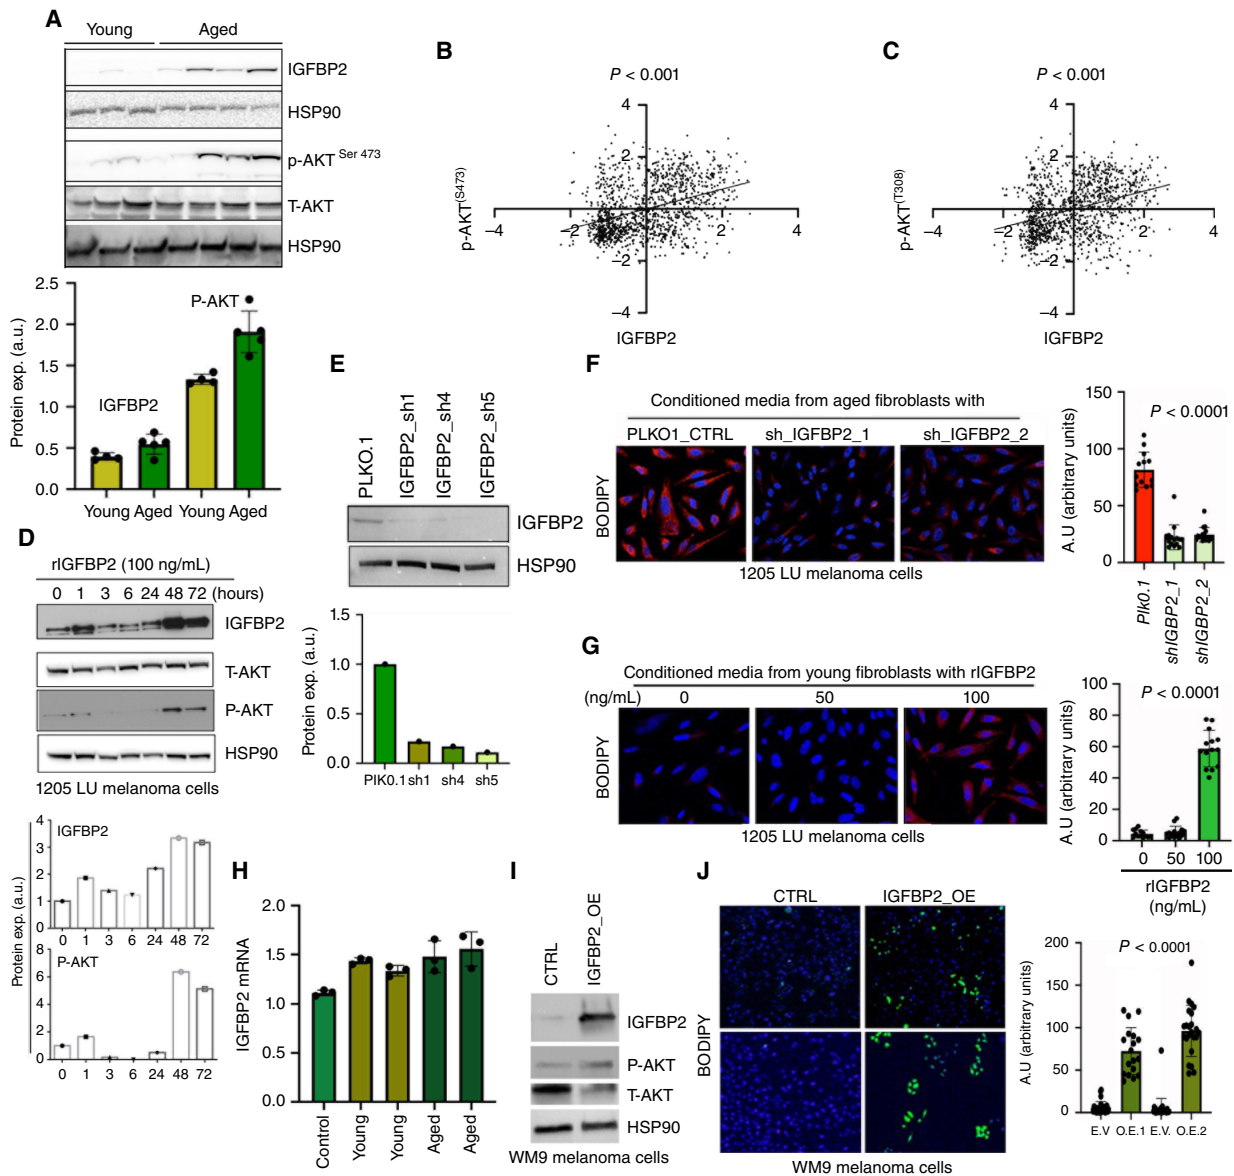 A
Young Aged
IGFBP2
HSP90
p-AKT Ser 473
T-AKT
HSP90
Protein exp. (a.u.)
2.5
2.0
1.5
1.0
0.5
0.0
IGFBP2
P-AKT
Young Aged Young Aged
B
P < 0.001
p-AKT(S473)
4
2
–4 –2 2 4
–2
–4
IGFBP2
C
P < 0.001
p-AKT(T308)
4
2
–4 –2 2 4
–2
–4
IGFBP2
D
rIGFBP2 (100 ng/mL)
0 1 3 6 24 48 72 (hours)
IGFBP2
T-AKT
P-AKT
HSP90
1205 LU melanoma cells
Protein exp. (a.u.)
IGFBP2
4
3
2
1
0
0 1 3 6 24 48 72
P-AKT
8
6
4
2
0
0 1 3 6 24 48 72
E
PLKO.1
IGFBP2_sh1
IGFBP2_sh4
IGFBP2_sh5
IGFBP2
HSP90
Protein exp. (a.u.)
1.5
1.0
0.5
0.0
PlK0.1 sh1 sh4 sh5
F
Conditioned media from aged fibroblasts with
PLKO1_CTRL sh_IGFBP2_1 sh_IGFBP2_2
BODIPY
1205 LU melanoma cells
A.U (arbitrary units)
P < 0.0001
150
100
50
0
Plk0.1
shIGFBP2_1
shIGFBP2_2
G
Conditioned media from young fibroblasts with rIGFBP2
(ng/mL) 0 50 100
BODIPY
1205 LU melanoma cells
A.U (arbitrary units)
P < 0.0001
100
80
60
40
20
0
0 50 100
rIGFBP2
(ng/mL)
H
IGFBP2 mRNA
2.0
1.5
1.0
0.5
0.0
Control
Young
Young
Aged
Aged
I
CTRL
IGFBP2_OE
IGFBP2
P-AKT
T-AKT
HSP90
WM9 melanoma cells
J
CTRL IGFBP2_OE
BODIPY
WM9 melanoma cells
A.U (arbitrary units)
P < 0.0001
200
150
100
50
0
E.V O.E.1 E.V. O.E.2